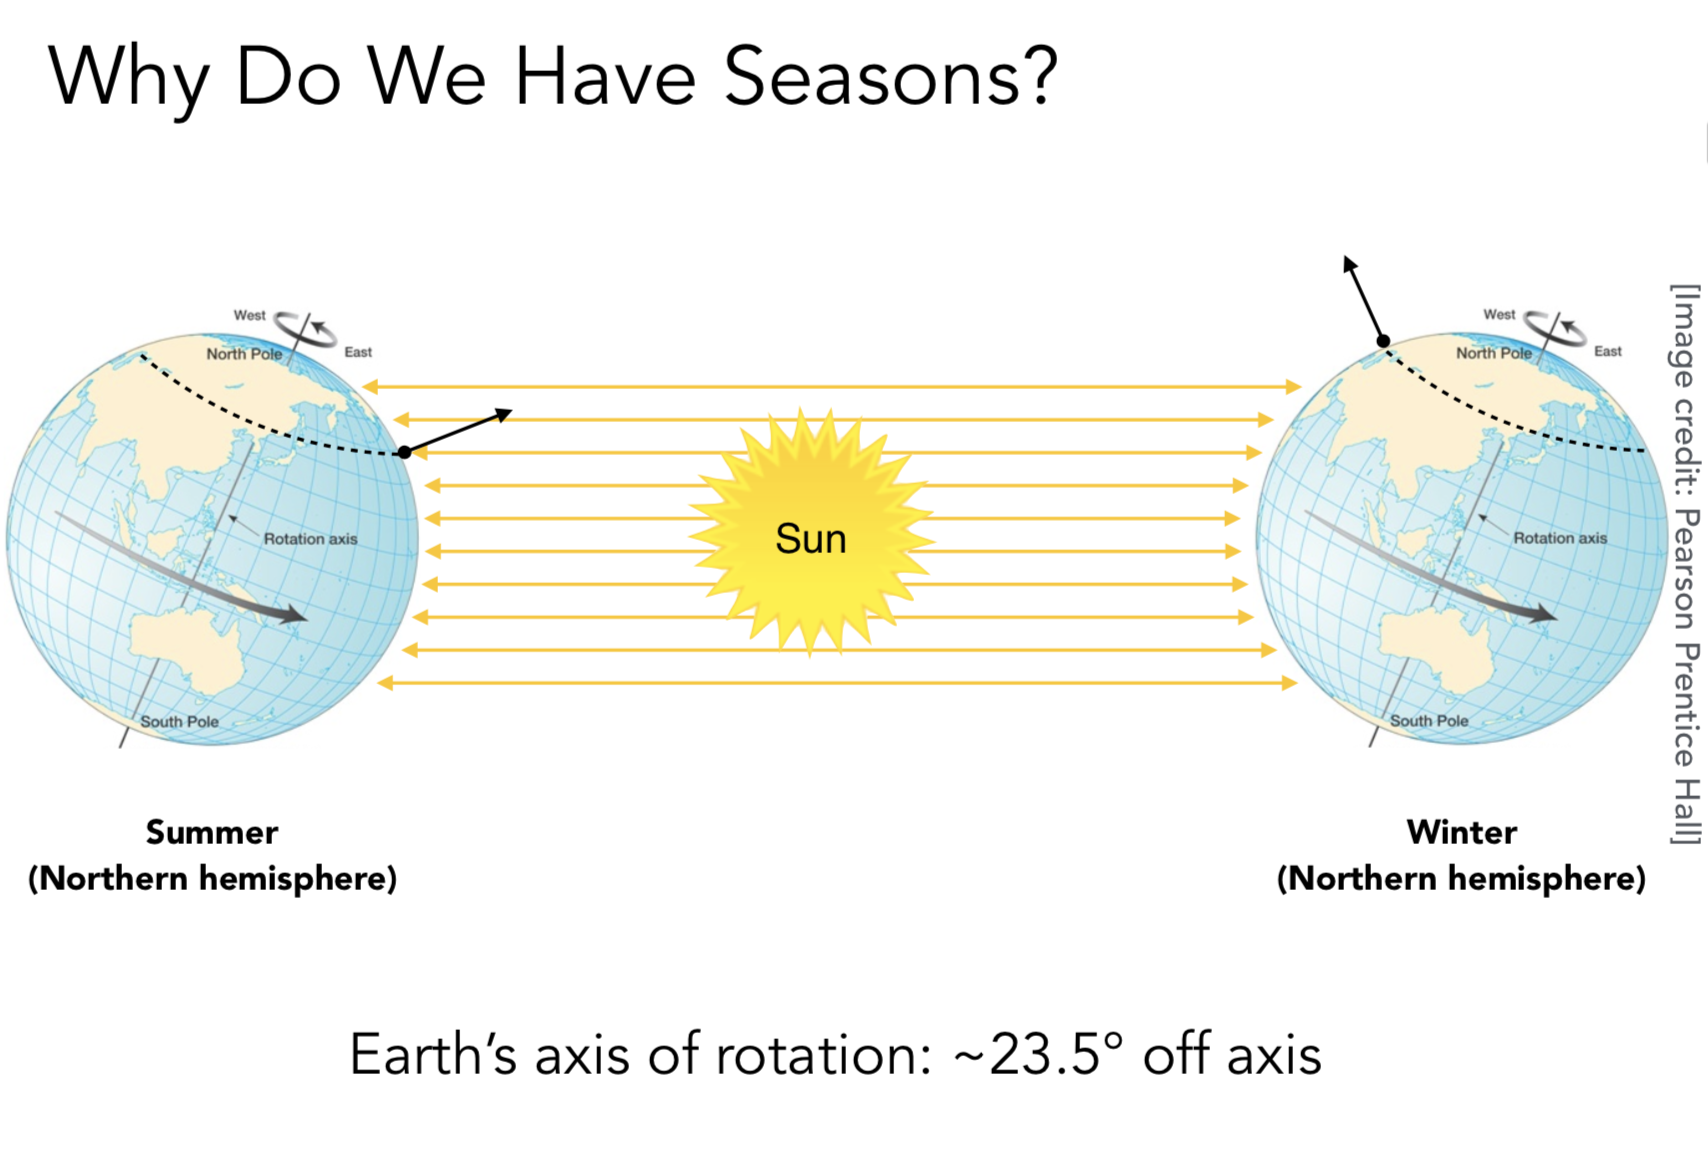 Why Do We Have Seasons?
West
East
North Pole
Rotation axis
South Pole
Sun
West
East
North Pole
Rotation axis
South Pole
[Image credit: Pearson Prentice Hall]
Summer
(Northern hemisphere)
Winter
(Northern hemisphere)
Earth’s axis of rotation: ~23.5° off axis